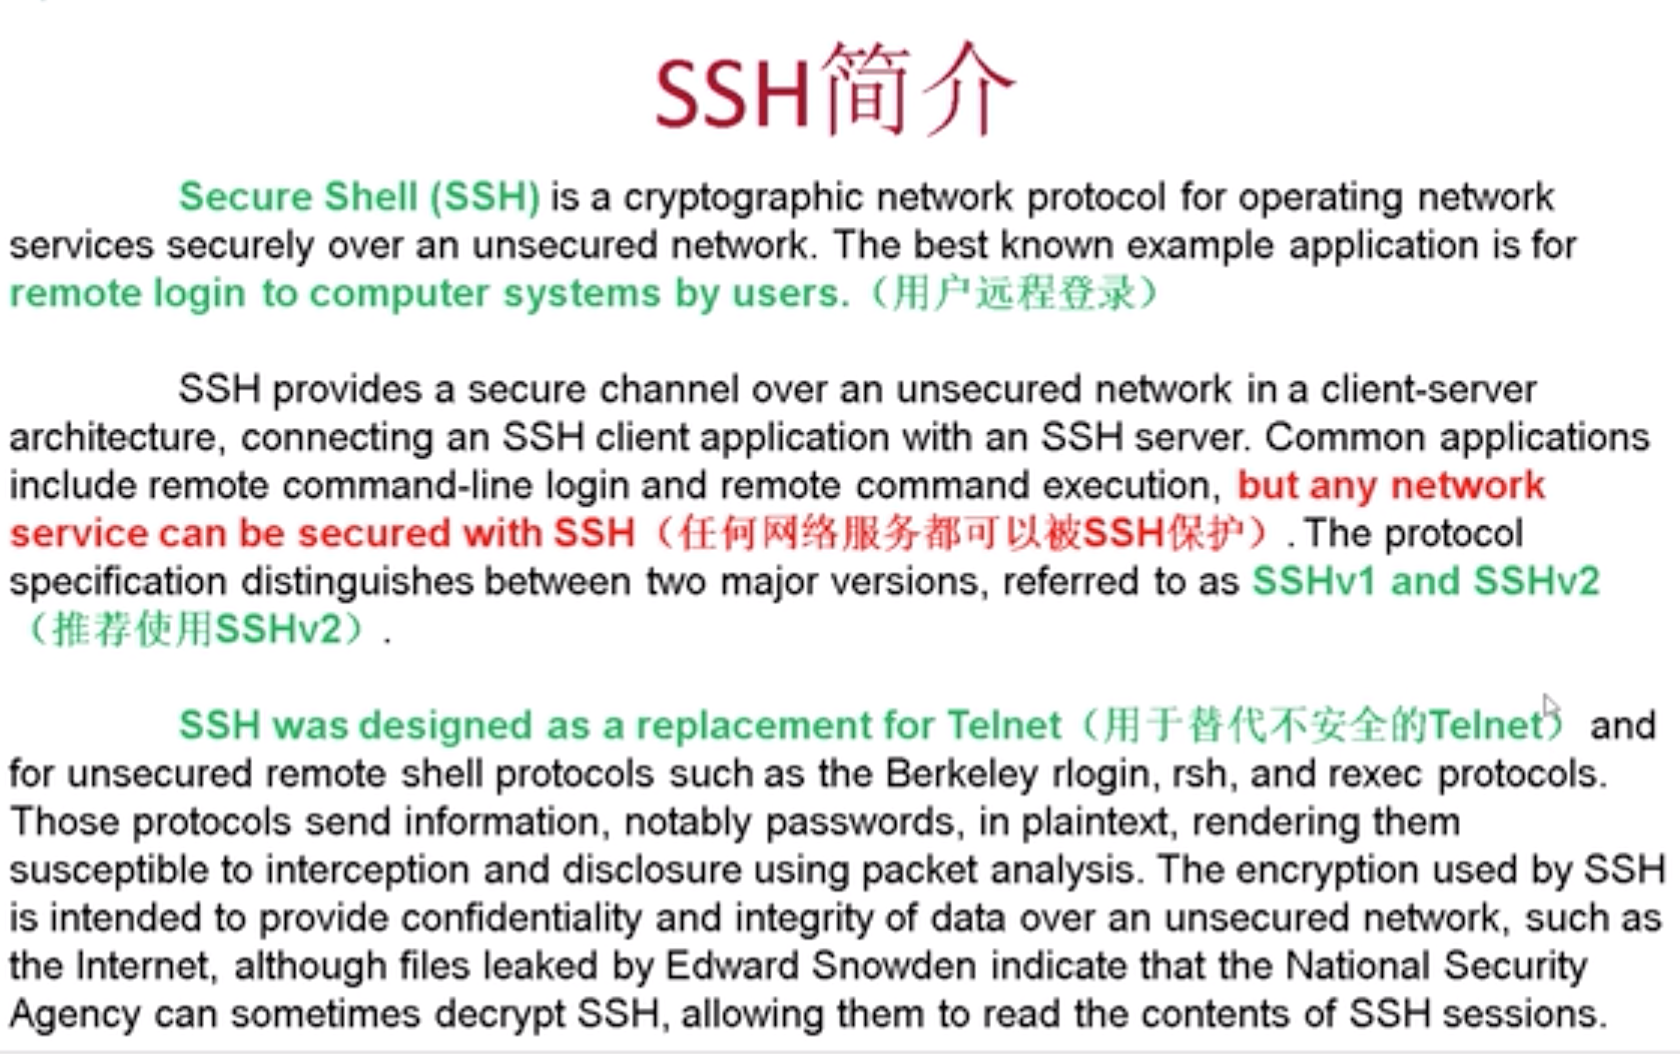 SSH简介
Secure Shell (SSH) is a cryptographic network protocol for operating network
services securely over an unsecured network. The best known example application is for
remote login to computer systems by users.（用户远程登录）
SSH provides a secure channel over an unsecured network in a client-server
architecture, connecting an SSH client application with an SSH server. Common applications
include remote command-line login and remote command execution, but any network
service can be secured with SSH（任何网络服务都可以被SSH保护）. The protocol
specification distinguishes between two major versions, referred to as SSHv1 and SSHv2
（推荐使用SSHv2）.
SSH was designed as a replacement for Telnet（用于替代不安全的Telnet） and
for unsecured remote shell protocols such as the Berkeley rlogin, rsh, and rexec protocols.
Those protocols send information, notably passwords, in plaintext, rendering them
susceptible to interception and disclosure using packet analysis. The encryption used by SSH
is intended to provide confidentiality and integrity of data over an unsecured network, such as
the Internet, although files leaked by Edward Snowden indicate that the National Security
Agency can sometimes decrypt SSH, allowing them to read the contents of SSH sessions.